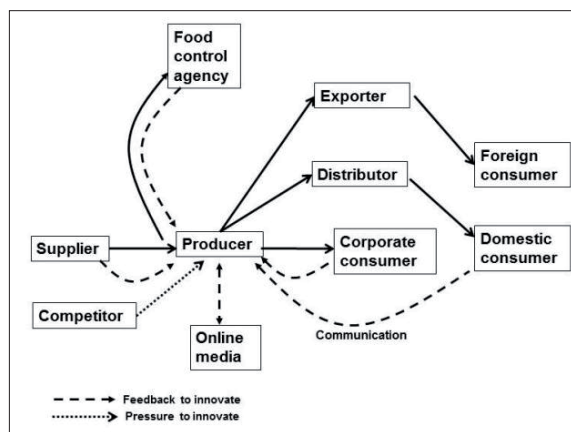 Food
control
agency
Exporter
Foreign
consumer
Distributor
Supplier
Producer
Corporate
consumer
Domestic
consumer
Competitor
Online
media
Communication
Feedback to innovate
Pressure to innovate